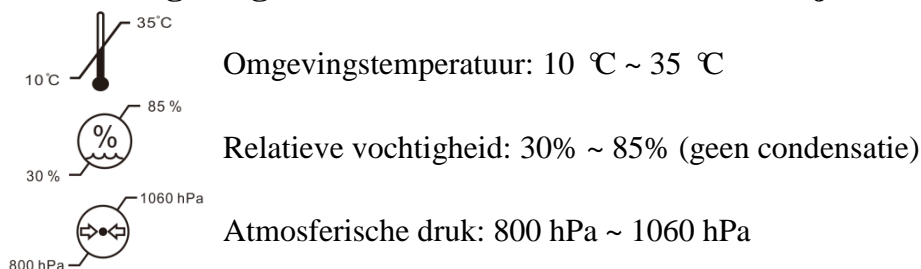 35°C
10°C
Omgevingstemperatuur: 10 ℃ ~ 35 ℃
85 %
%
30 %
Relatieve vochtigheid: 30% ~ 85% (geen condensatie)
1060 hPa
800 hPa
Atmosferische druk: 800 hPa ~ 1060 hPa